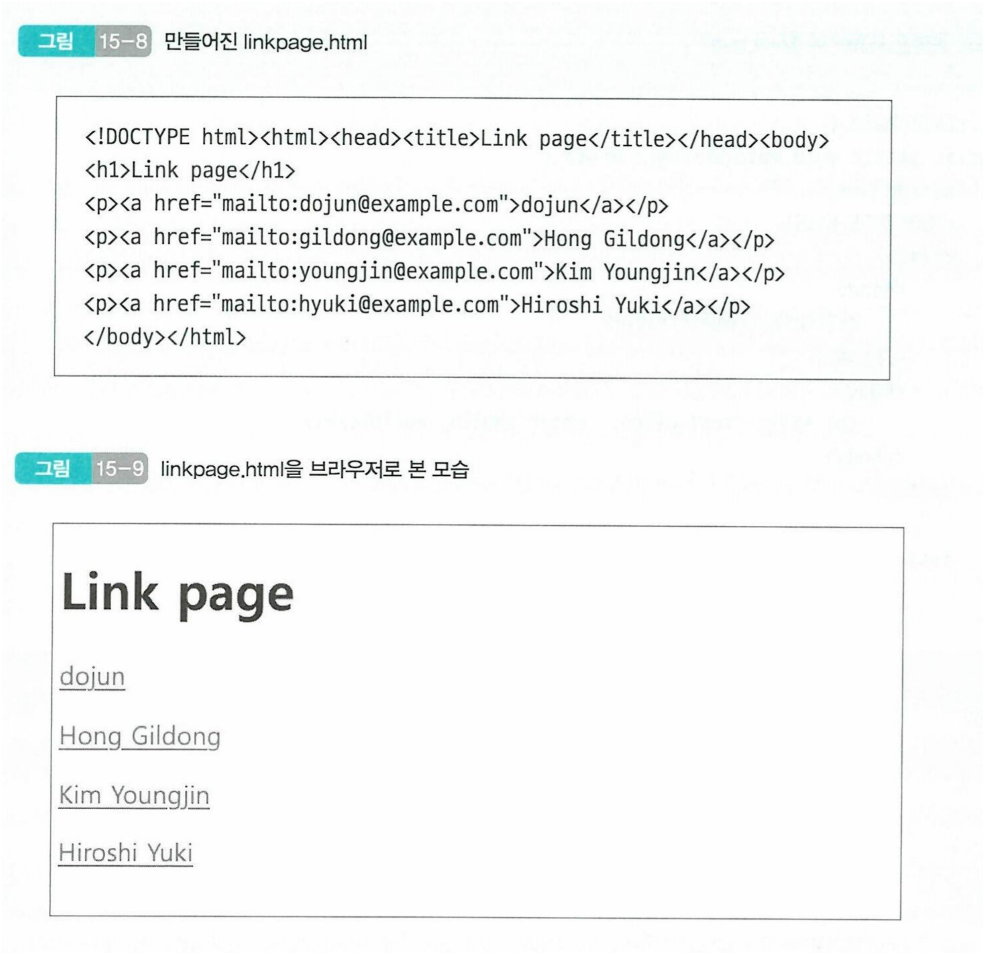 그림 15-8 만들어진 linkpage.html
<!DOCTYPE html><html><head><title>Link page</title></head><body>
<h1>Link page</h1>
<p><a href="mailto:dojun@example.com">dojun</a></p>
<p><a href="mailto:gildong@example.com">Hong Gildong</a></p>
<p><a href="mailto:youngjin@example.com">Kim Youngjin</a></p>
<p><a href="mailto:hyuki@example.com">Hiroshi Yuki</a></p>
</body></html>
그림 15-9 linkpage.html을 브라우저로 본 모습
Link page
dojun
Hong Gildong
Kim Youngjin
Hiroshi Yuki